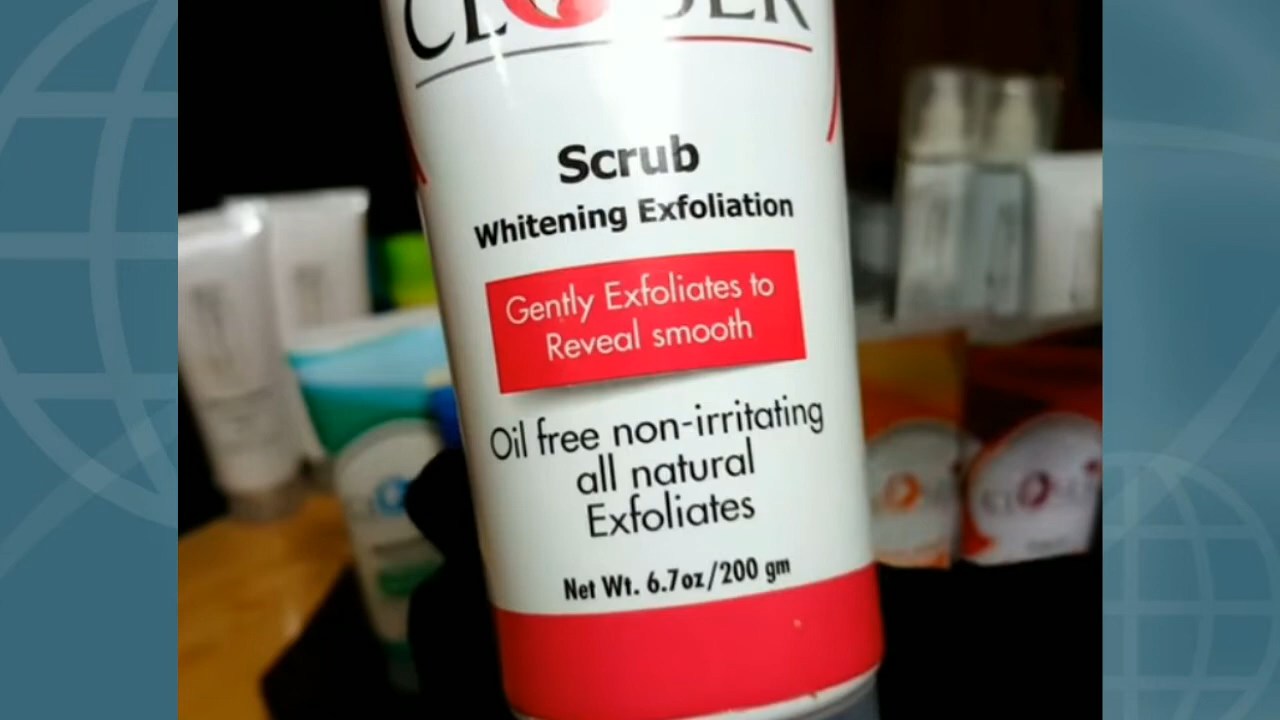 Scrub
Whitening Exfoliation
Gently Exfoliates to
Reveal smooth
Oil free non-irritating
all natural
Exfoliates
Net Wt. 6.7oz/200 gm